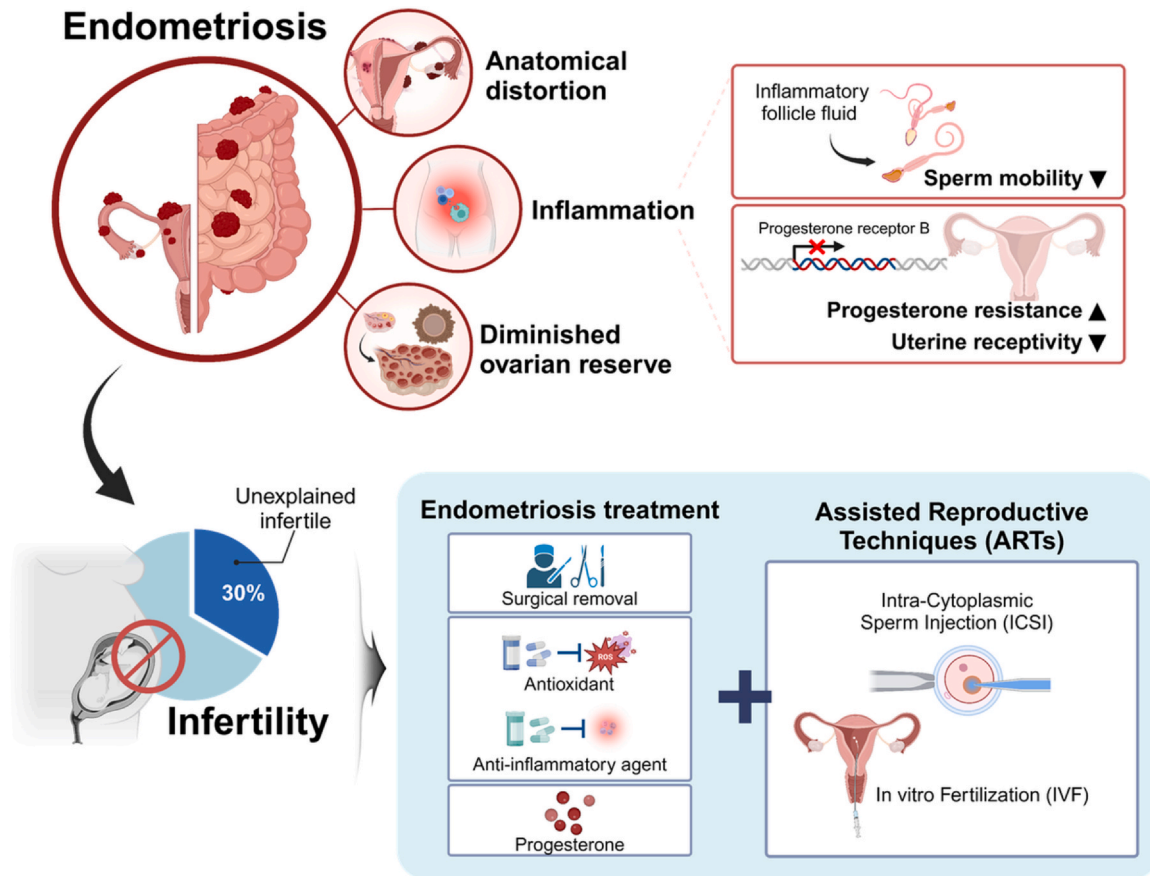 Endometriosis
Anatomical
distortion
Inflammation
Diminished
ovarian reserve
Inflammatory
follicle fluid
Sperm mobility ▼
Progesterone receptor B
Progesterone resistance ▲
Uterine receptivity ▼
Unexplained
infertile
30%
Infertility
Endometriosis treatment
Surgical removal
ROS
Antioxidant
Anti-inflammatory agent
Progesterone
Assisted Reproductive
Techniques (ARTs)
Intra-Cytoplasmic
Sperm Injection (ICSI)
In vitro Fertilization (IVF)